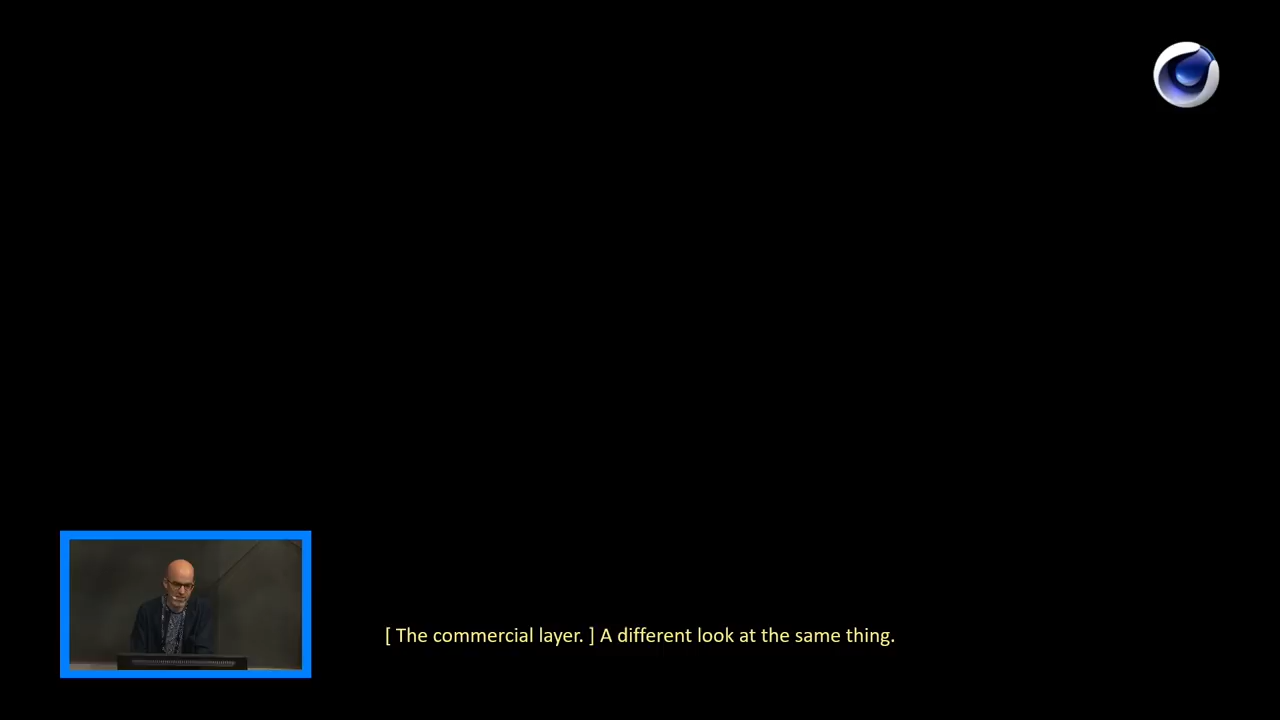 [ The commercial layer. ] A different look at the same thing.